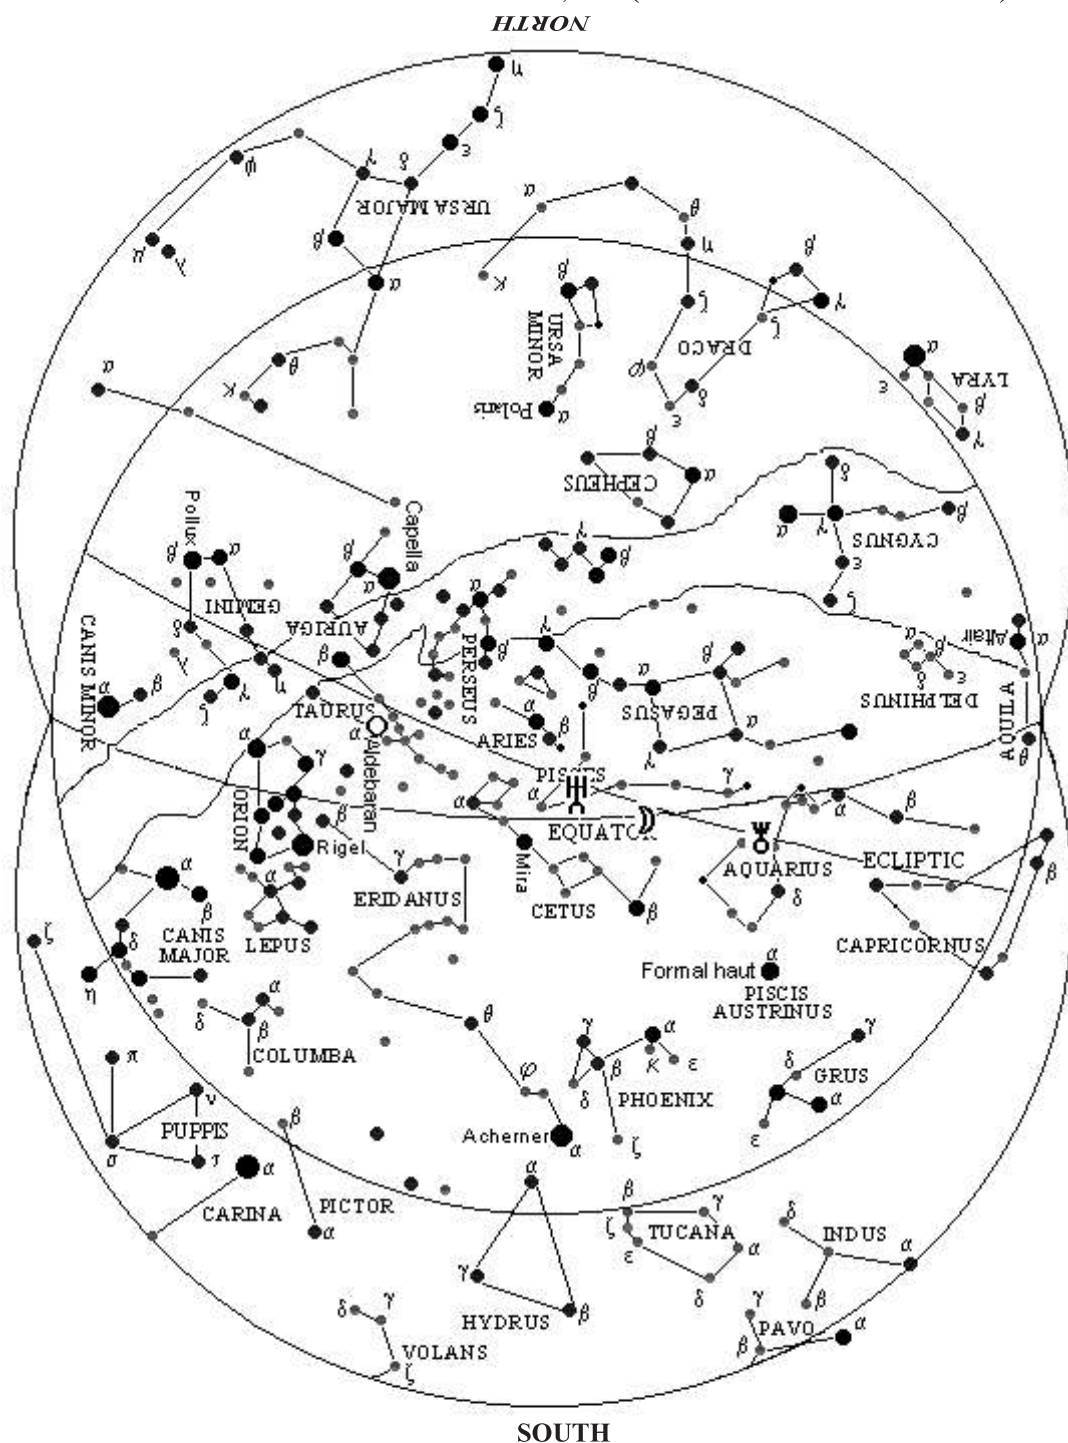 NORTH
η
ζ
ε
δ
γ
ψ
URSA MAJOR
β
α
μ
λ
α
θ
η
κ
ζ
β
γ
ζ
DRACO
β
URSA
MINOR
Polaris
α
φ
δ
ε
θ
κ
α
α
ε
LYRA
β
γ
CEPHEUS
β
α
δ
α
γ
β
CYGNUS
ε
ζ
Pollux
β
α
GEMINI
δ
λ
ζ
γ
η
Capella
β
α
AURIGA
γ
β
α
PERSEUS
β
γ
β
α
β
PEGASUS
α
γ
Altair
α
α
β
δ
ε
DELPHINUS
AQUILA
θ
CANIS MINOR
α
β
β
TAURUS
α
Aldebaran
α
ARIES
β
PISCES
α
γ
EQUATOR
α
ORION
γ
β
Rigel
α
Mira
γ
ERIDANUS
CETUS
β
AQUARIUS
δ
α
β
ECLIPTIC
β
CAPRICORNUS
α
β
CANIS
MAJOR
δ
η
ζ
α
LEPUS
Formal haut
α
PISCIS
AUSTRINUS
α
δ
β
COLUMBA
θ
φ
Acherner
α
γ
α
β
κ
ε
δ
PHOENIX
ζ
γ
δ
GRUS
α
ε
π
ν
PUPPIS
σ
τ
α
CARINA
β
PICTOR
α
α
γ
HYDRUS
β
β
γ
ζ
TUCANA
ε
α
δ
δ
INDUS
α
β
γ
PAVO
α
β
δ
γ
VOLANS
ζ
SOUTH